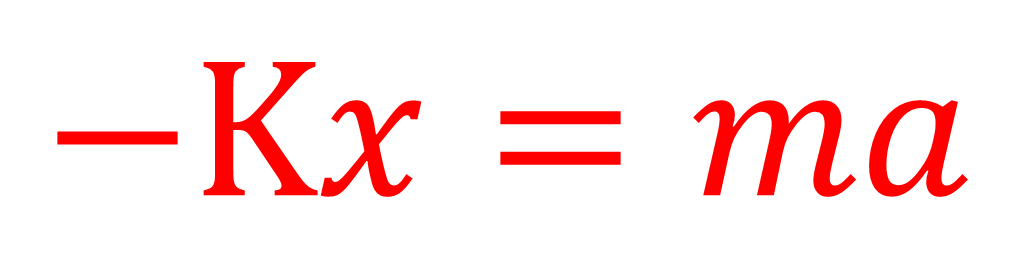 −Kx = ma